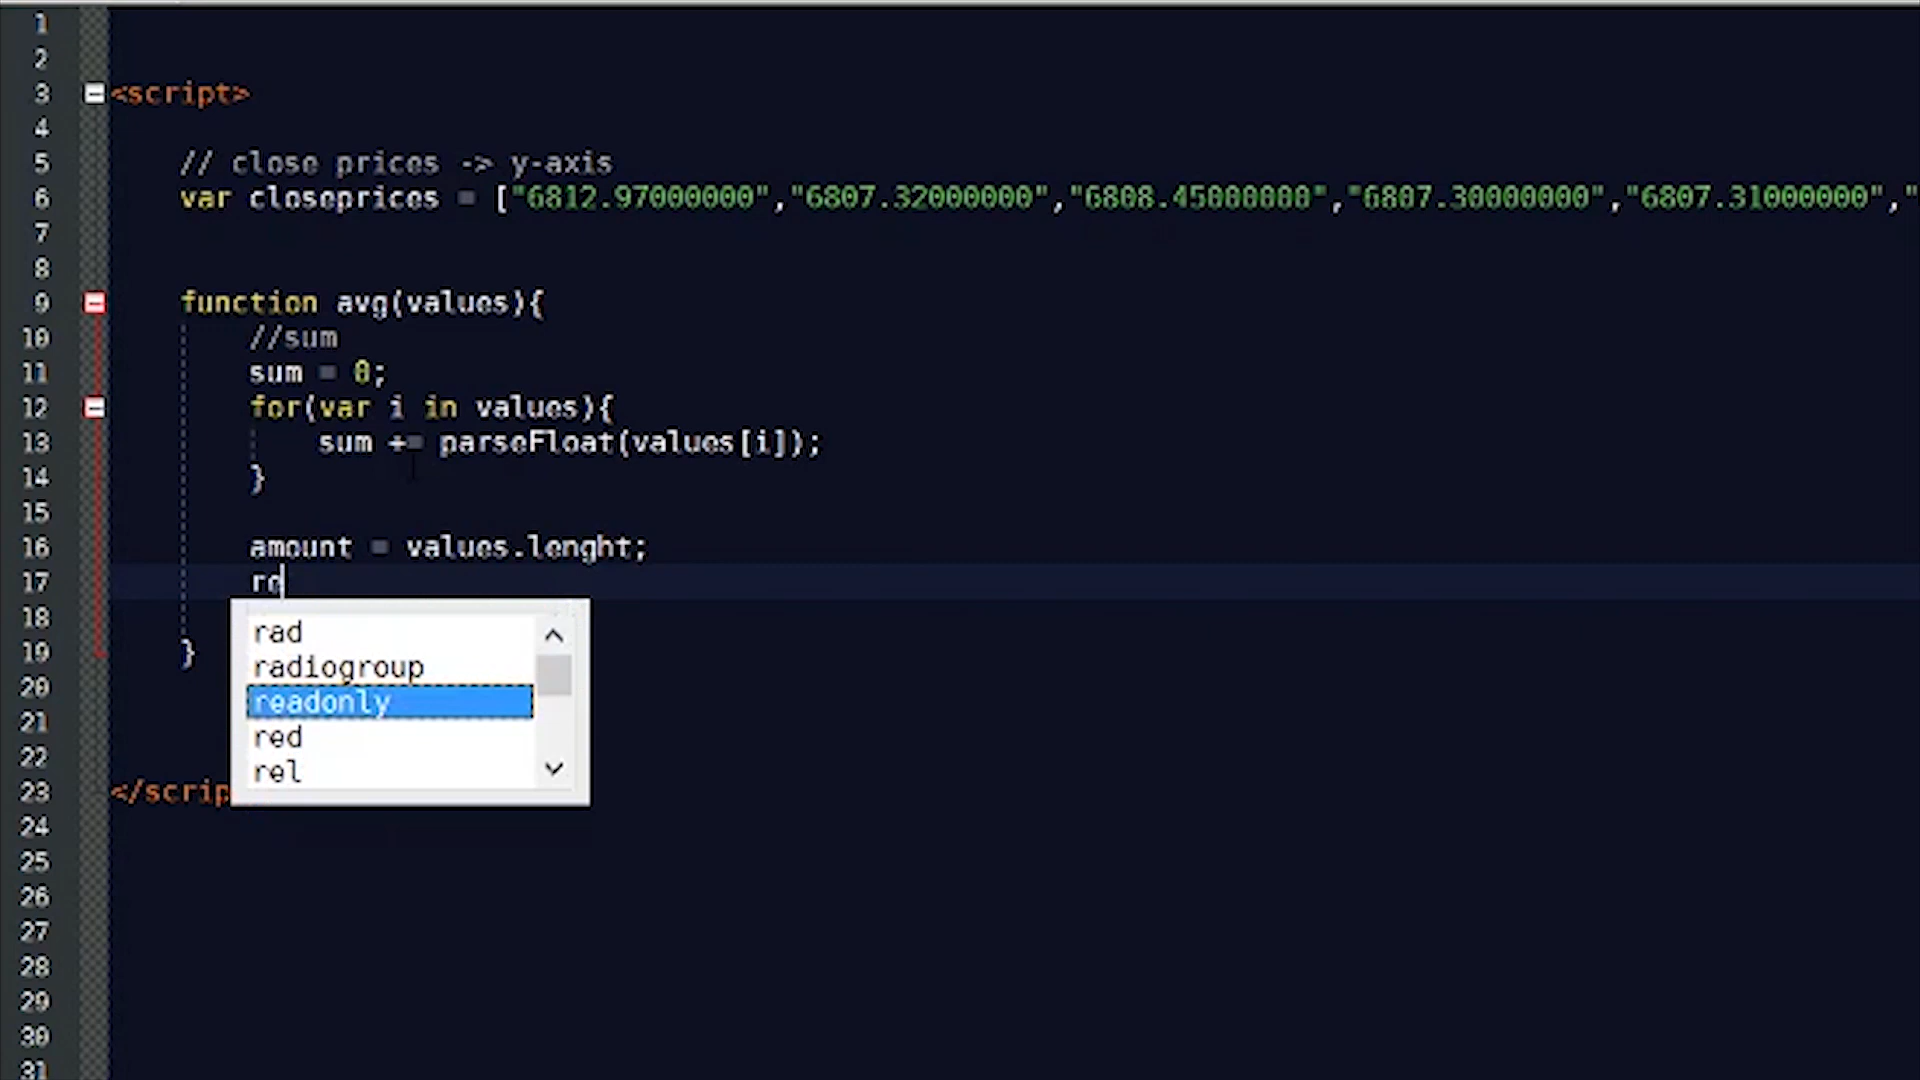 1
2
3 <script>
4
5 // close prices -> y-axis
6 var closeprices = ["6812.97000000","6807.32000000","6808.45000000","6807.30000000","6807.31000000","
7
8
9 function avg(values){
10 //sum
11 sum = 0;
12 for(var i in values){
13 sum += parseFloat(values[i]);
14 }
15
16 amount = values.lenght;
17 re
18
19 }
20
21
22
23 </scrip
24
25
26
27
28
29
30
31
rad
radiogroup
readonly
red
rel